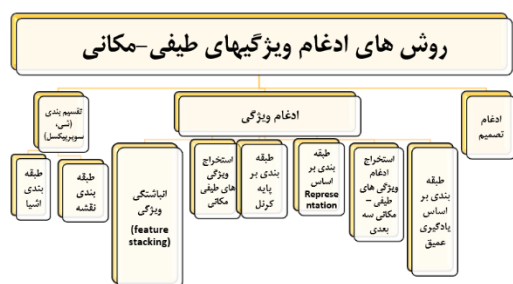 روش های ادغام ویژگیهای طیفی-مکانی
ادغام
تصمیم
ادغام ویژگی
تقسیم بندی
(شی،
سوپرپیکسل)
طبقه
بندی بر
اساس
یادگیری
عمیق
استخراج
ادغام
ویژگی های
طیفی –
مکانی سه
بعدی
طبقه
بندی بر
اساس
Represe
ntation
طبقه
بندی بر
پایه
کرنل
استخراج
ویژگی
های طیفی
مکانی
انباشتگی
ویژگی
(feature
stacking)
طبقه
بندی
نقشه
طبقه
بندی
اشیا